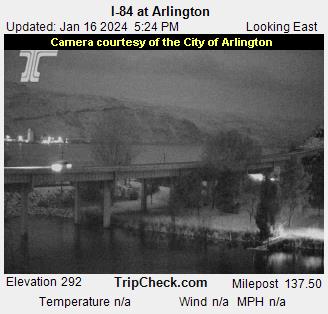 I-84 at Arlington
Updated: Jan 16 2024 5:24 PM Looking East
Camera courtesy of the City of Arlington
Elevation 292 TripCheck.com Milepost 137.50
Temperature n/a Wind n/a MPH n/a